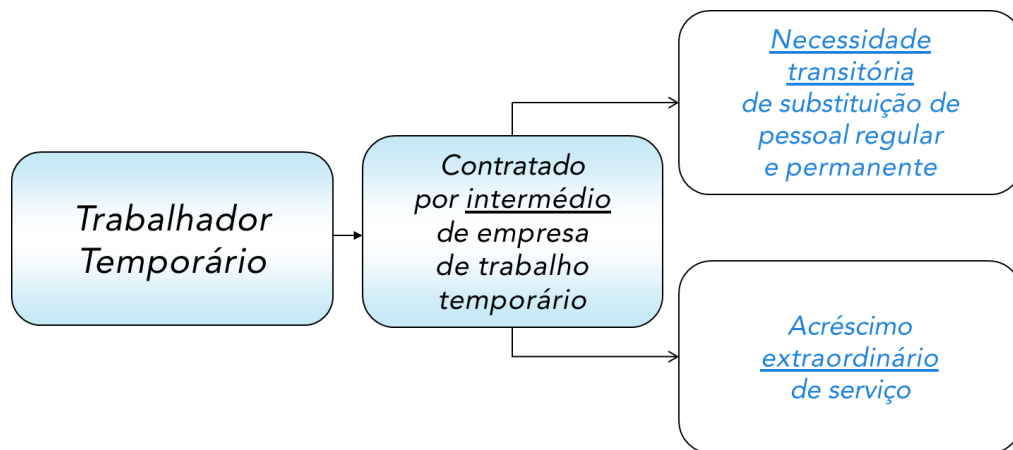 Trabalhador
Temporário
Contratado
por intermédio
de empresa
de trabalho
temporário
Necessidade
transitória
de substituição de
pessoal regular
e permanente
Acréscimo
extraordinário
de serviço